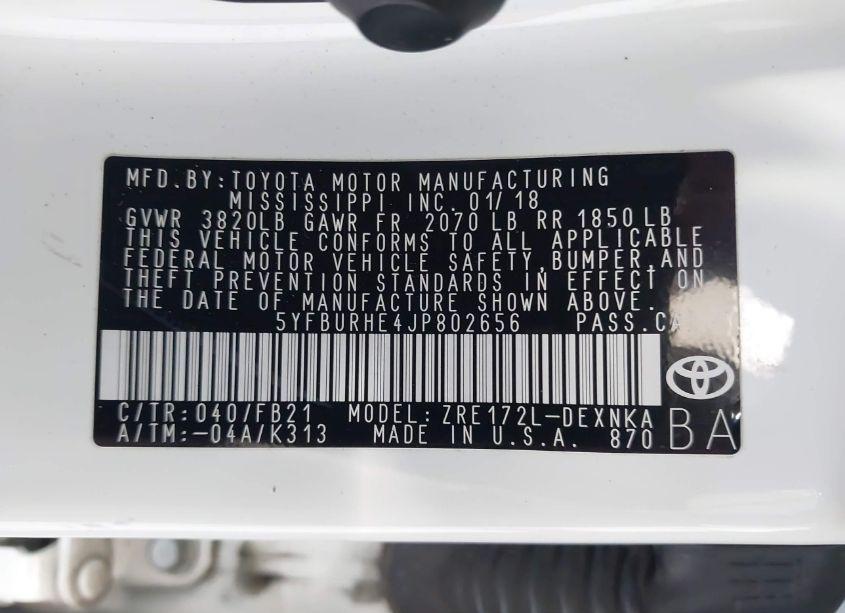 MFD.BY:TOYOTA MOTOR MANUFACTURING
MISSISSIPPI INC. 01/18
GVWR 3820LB GAWR FR 2070 LB RR 1850 LB
THIS VEHICLE CONFORMS TO ALL APPLICABLE
FEDERAL MOTOR VEHICLE SAFETY,BUMPER,AND
THEFT PREVENTION STANDARDS IN EFFECT ON
THE DATE OF MANUFACTURE SHOWN ABOVE.
5YFBURHE4JP802656 PASS.CA
C/TR:040/FB21 MODEL:ZRE172L-DEXNKA
A/TM:-04A/K313 MADE IN U.S.A. 870 BA